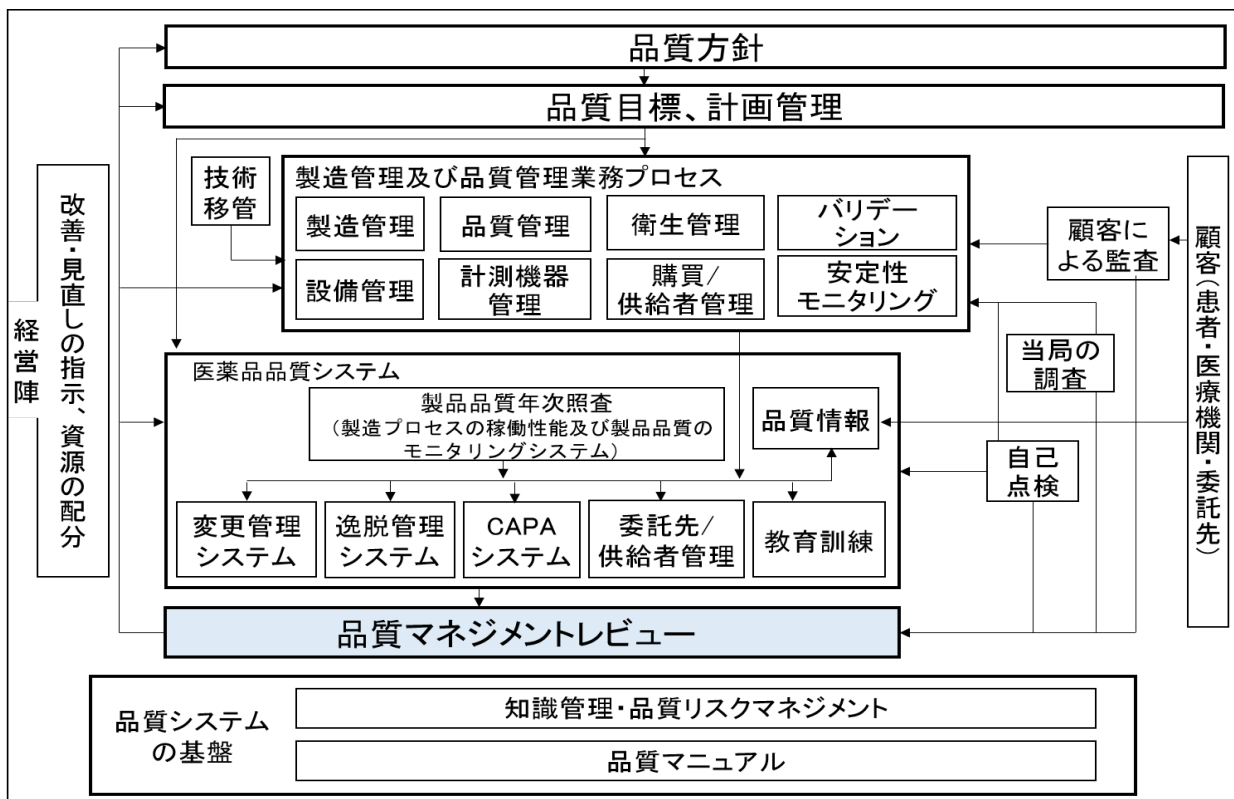 品質方針
品質目標、計画管理
技術
移管
製造管理及び品質管理業務プロセス
製造管理
品質管理
衛生管理
バリデー
ション
設備管理
計測機器
管理
購買/
供給者管理
安定性
モニタリング
顧客に
よる監査
当局の
調査
自己
点検
顧客(患者・医療機関・委託先)
経営陣
改善・見直しの指示、資源の配分
医薬品品質システム
製品品質年次照査
(製造プロセスの稼働性能及び製品品質の
モニタリングシステム)
品質情報
変更管理
システム
逸脱管理
システム
CAPA
システム
委託先/
供給者管理
教育訓練
品質マネジメントレビュー
品質システム
の基盤
知識管理・品質リスクマネジメント
品質マニュアル